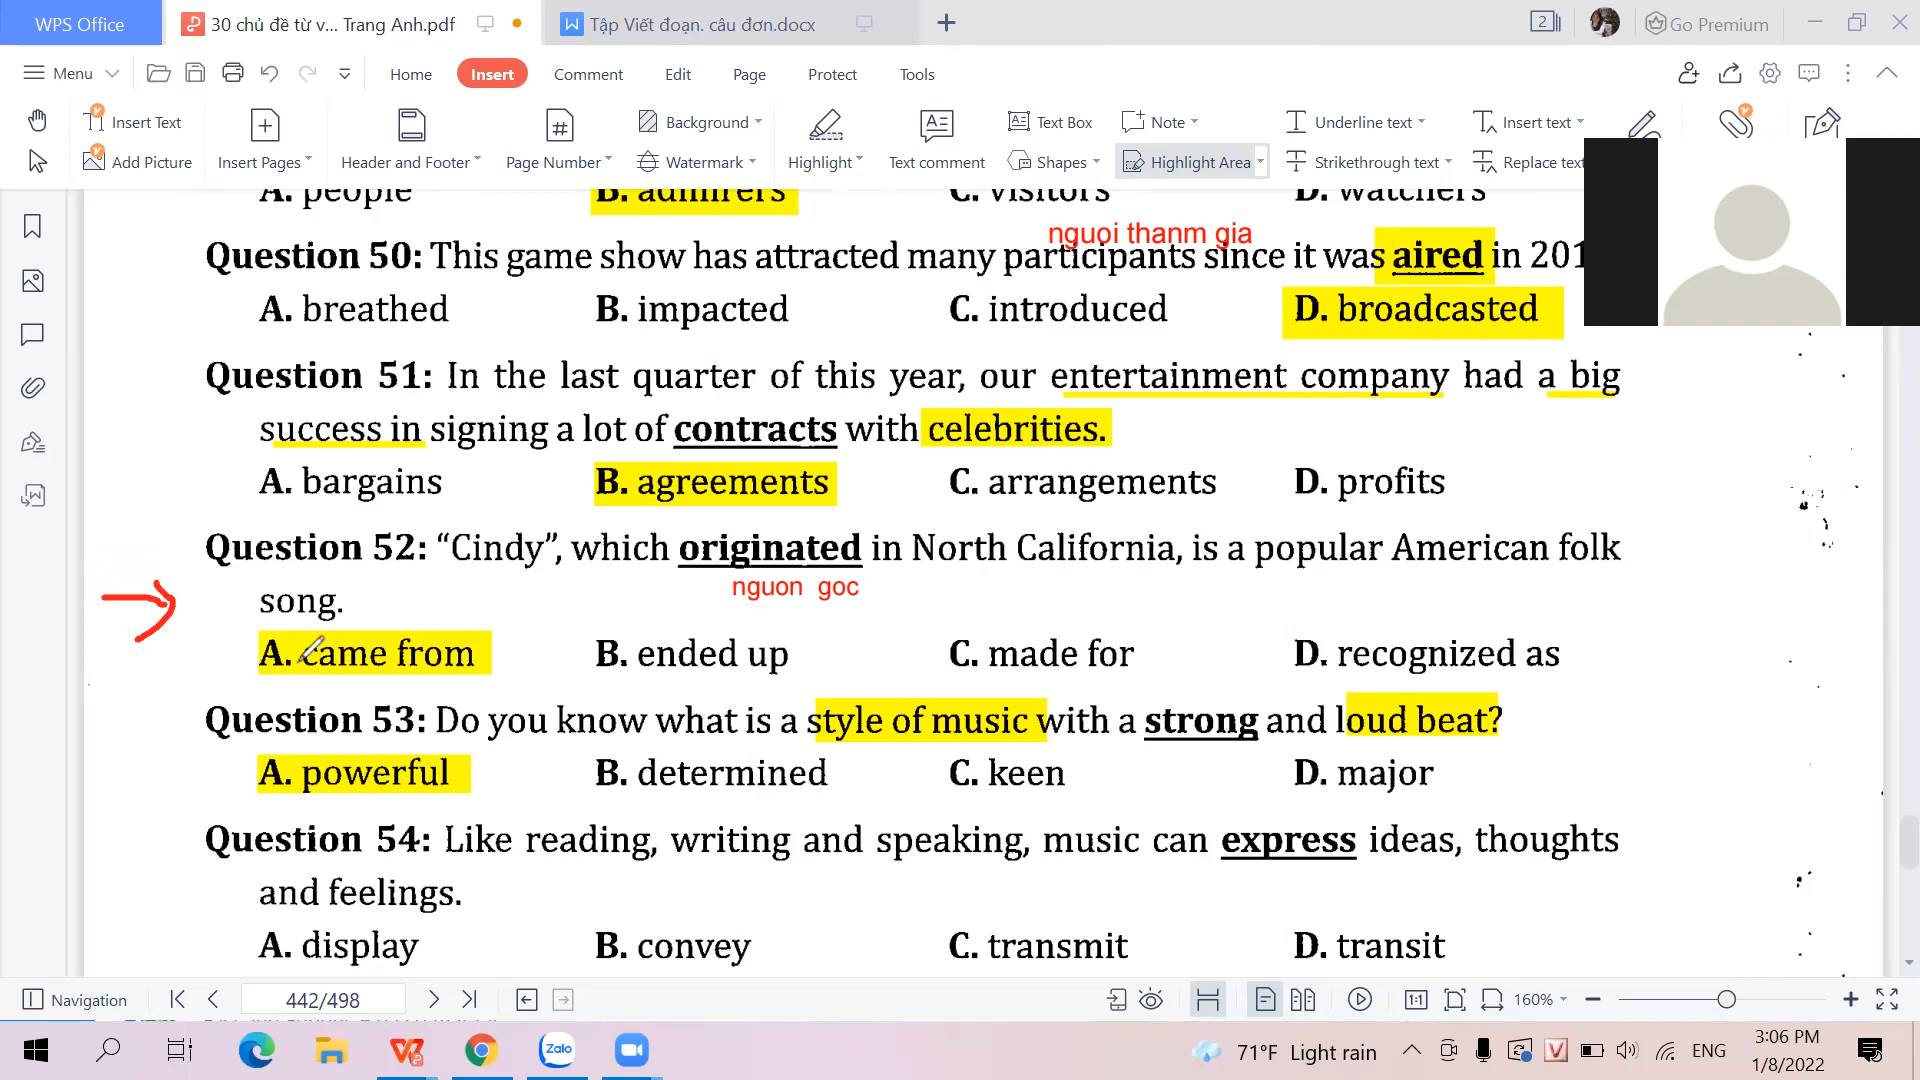 WPS Office
30 chủ đề từ v... Trang Anh.pdf
Tập Viết đoạn. câu đơn.docx
2
Go Premium
Menu
Home
Insert
Comment
Edit
Page
Protect
Tools
Insert Text
Add Picture
Insert Pages
Header and Footer
Page Number
Background
Watermark
Highlight
Text comment
Text Box
Shapes
Note
Highlight Area
Underline text
Strikethrough text
Insert text
Replace text
A. people B. admirers C. visitors D. watchers
nguoi thanm gia
Question 50: This game show has attracted many participants since it was aired in 201
A. breathed B. impacted C. introduced D. broadcasted
Question 51: In the last quarter of this year, our entertainment company had a big
success in signing a lot of contracts with celebrities.
A. bargains B. agreements C. arrangements D. profits
Question 52: “Cindy”, which originated in North California, is a popular American folk
nguon goc
song.
A. came from B. ended up C. made for D. recognized as
Question 53: Do you know what is a style of music with a strong and loud beat?
A. powerful B. determined C. keen D. major
Question 54: Like reading, writing and speaking, music can express ideas, thoughts
and feelings.
A. display B. convey C. transmit D. transit
Navigation
442/498
1:1
160%
Zalo
71°F Light rain
ENG
3:06 PM
1/8/2022